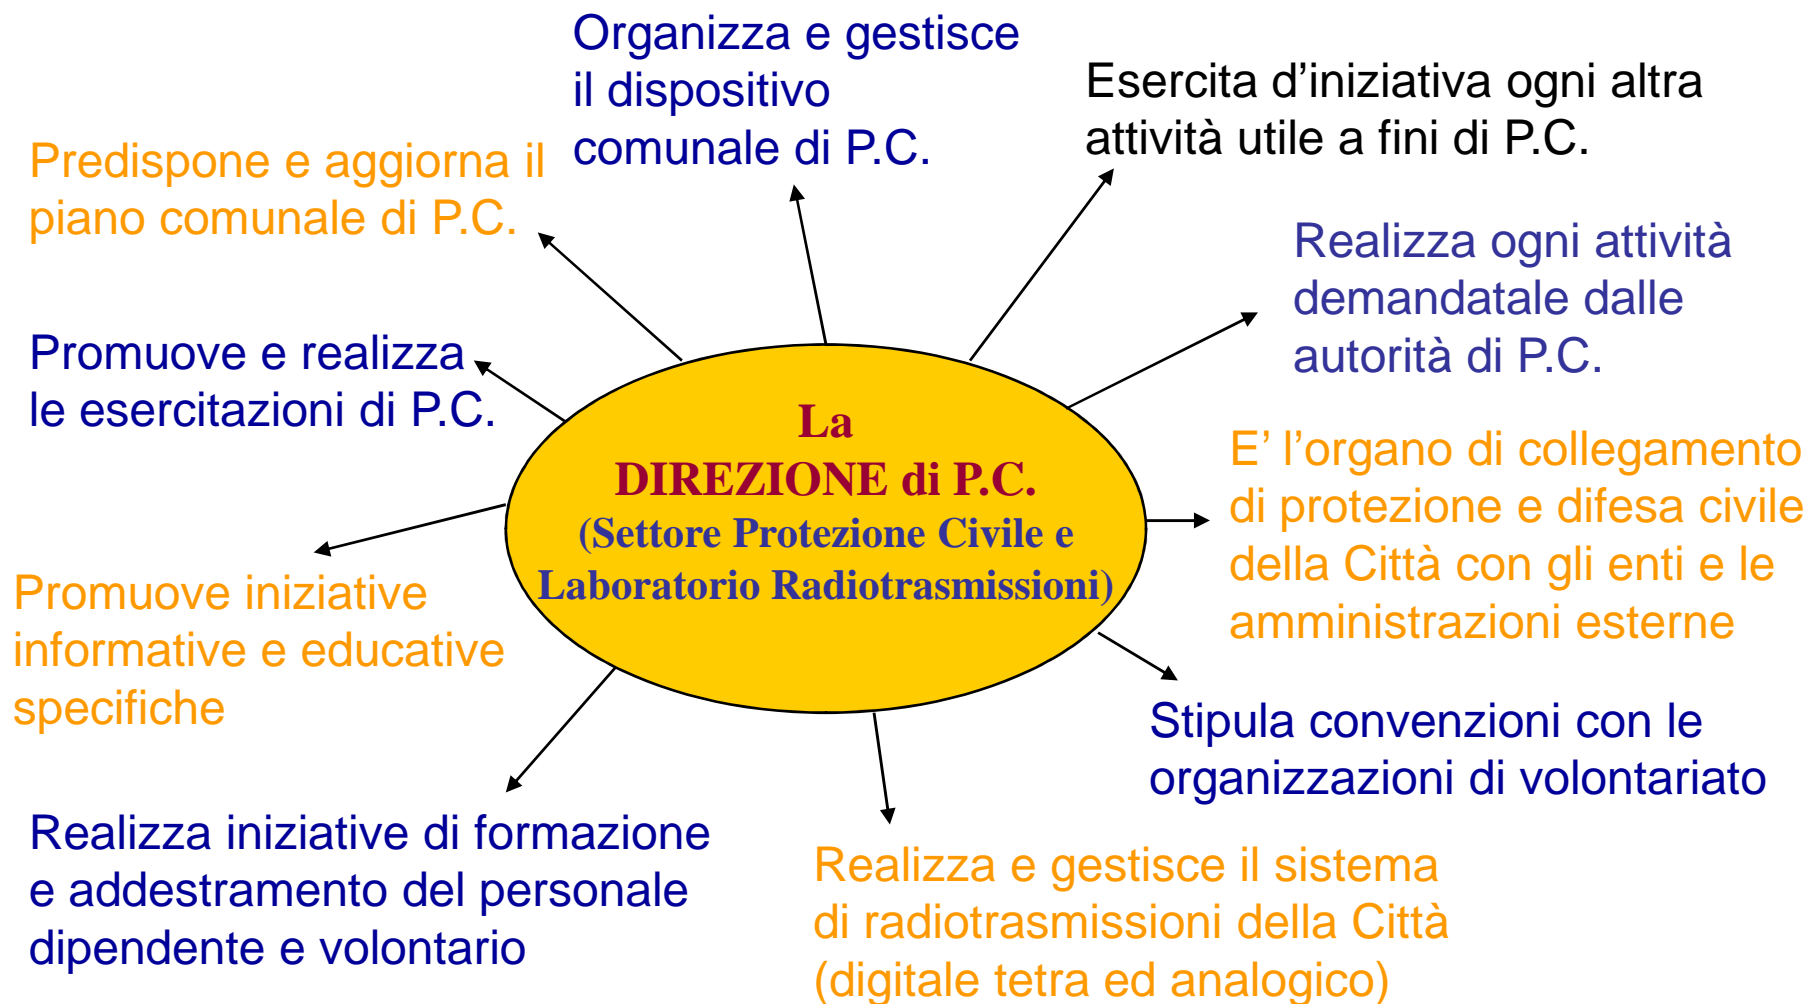 Organizza e gestisce
il dispositivo
comunale di P.C.
Esercita d’iniziativa ogni altra
attività utile a fini di P.C.
Predispone e aggiorna il
piano comunale di P.C.
Realizza ogni attività
demandatale dalle
autorità di P.C.
Promuove e realizza
le esercitazioni di P.C.
La
DIREZIONE di P.C.
(Settore Protezione Civile e
Laboratorio Radiotrasmissioni)
E’ l’organo di collegamento
di protezione e difesa civile
della Città con gli enti e le
amministrazioni esterne
Promuove iniziative
informative e educative
specifiche
Stipula convenzioni con le
organizzazioni di volontariato
Realizza iniziative di formazione
e addestramento del personale
dipendente e volontario
Realizza e gestisce il sistema
di radiotrasmissioni della Città
(digitale tetra ed analogico)